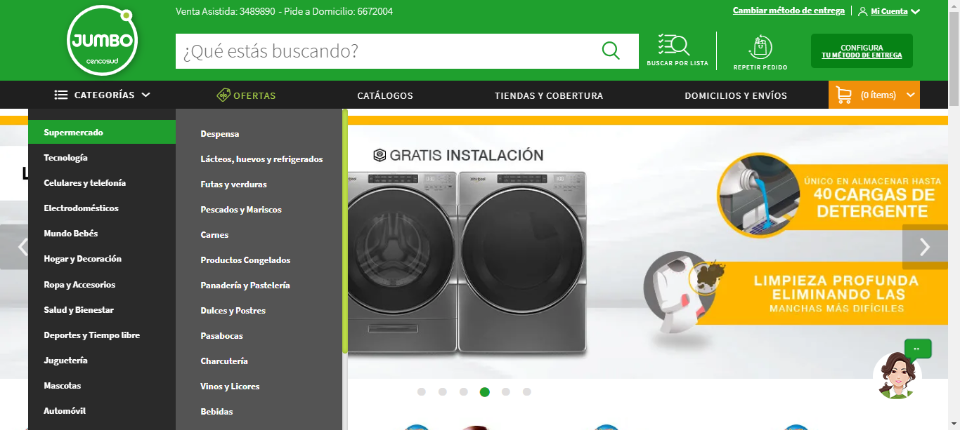 Venta Asistida: 3489890 - Pide a Domicilio: 6672004
Cambiar método de entrega
Mi Cuenta
JUMBO
cencosud
¿Qué estás buscando?
BUSCAR POR LISTA
REPETIR PEDIDO
CONFIGURA
TU MÉTODO DE ENTREGA
CATEGORÍAS
OFERTAS
CATÁLOGOS
TIENDAS Y COBERTURA
DOMICILIOS Y ENVÍOS
(0 ítems)
Supermercado
Tecnología
Celulares y telefonía
Electrodomésticos
Mundo Bebés
Hogar y Decoración
Ropa y Accesorios
Salud y Bienestar
Deportes y Tiempo libre
Juguetería
Mascotas
Automóvil
Despensa
Lácteos, huevos y refrigerados
Futas y verduras
Pescados y Mariscos
Carnes
Productos Congelados
Panadería y Pastelería
Dulces y Postres
Pasabocas
Charcutería
Vinos y Licores
Bebidas
GRATIS INSTALACIÓN
ÚNICO EN ALMACENAR HASTA
40 CARGAS DE
DETERGENTE
LIMPIEZA PROFUNDA
ELIMINANDO LAS
MANCHAS MÁS DIFÍCILES